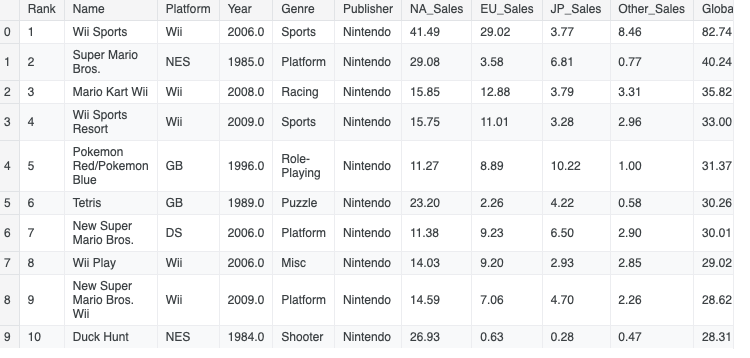 Rank Name Platform Year Genre Publisher NA_Sales EU_Sales JP_Sales Other_Sales Globa
0 1 Wii Sports Wii 2006.0 Sports Nintendo 41.49 29.02 3.77 8.46 82.74
1 2 Super Mario Bros. NES 1985.0 Platform Nintendo 29.08 3.58 6.81 0.77 40.24
2 3 Mario Kart Wii Wii 2008.0 Racing Nintendo 15.85 12.88 3.79 3.31 35.82
3 4 Wii Sports Resort Wii 2009.0 Sports Nintendo 15.75 11.01 3.28 2.96 33.00
4 5 Pokemon Red/Pokemon Blue GB 1996.0 Role-Playing Nintendo 11.27 8.89 10.22 1.00 31.37
5 6 Tetris GB 1989.0 Puzzle Nintendo 23.20 2.26 4.22 0.58 30.26
6 7 New Super Mario Bros. DS 2006.0 Platform Nintendo 11.38 9.23 6.50 2.90 30.01
7 8 Wii Play Wii 2006.0 Misc Nintendo 14.03 9.20 2.93 2.85 29.02
8 9 New Super Mario Bros. Wii Wii 2009.0 Platform Nintendo 14.59 7.06 4.70 2.26 28.62
9 10 Duck Hunt NES 1984.0 Shooter Nintendo 26.93 0.63 0.28 0.47 28.31